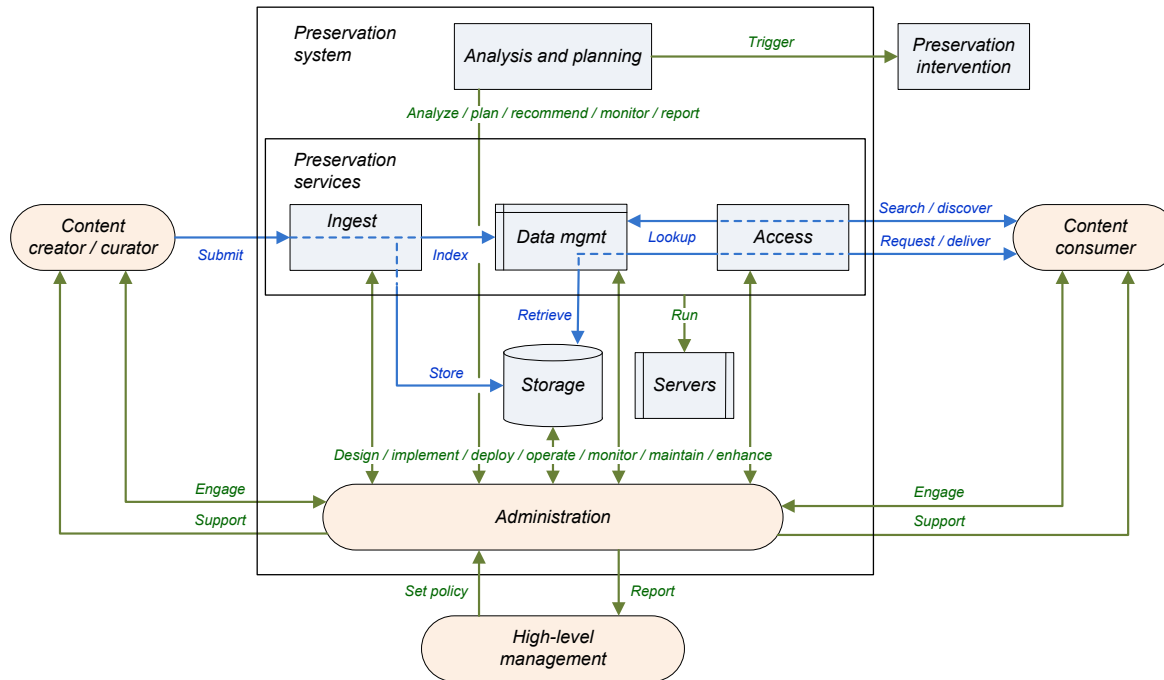 Preservation
system
Analysis and planning
Trigger
Preservation
intervention
Analyze / plan / recommend / monitor / report
Preservation
services
Content
creator / curator
Submit
Ingest
Index
Data mgmt
Lookup
Access
Search / discover
Request / deliver
Content
consumer
Retrieve
Run
Store
Storage
Servers
Design / implement / deploy / operate / monitor / maintain / enhance
Engage
Support
Administration
Engage
Support
Set policy
Report
High-level
management